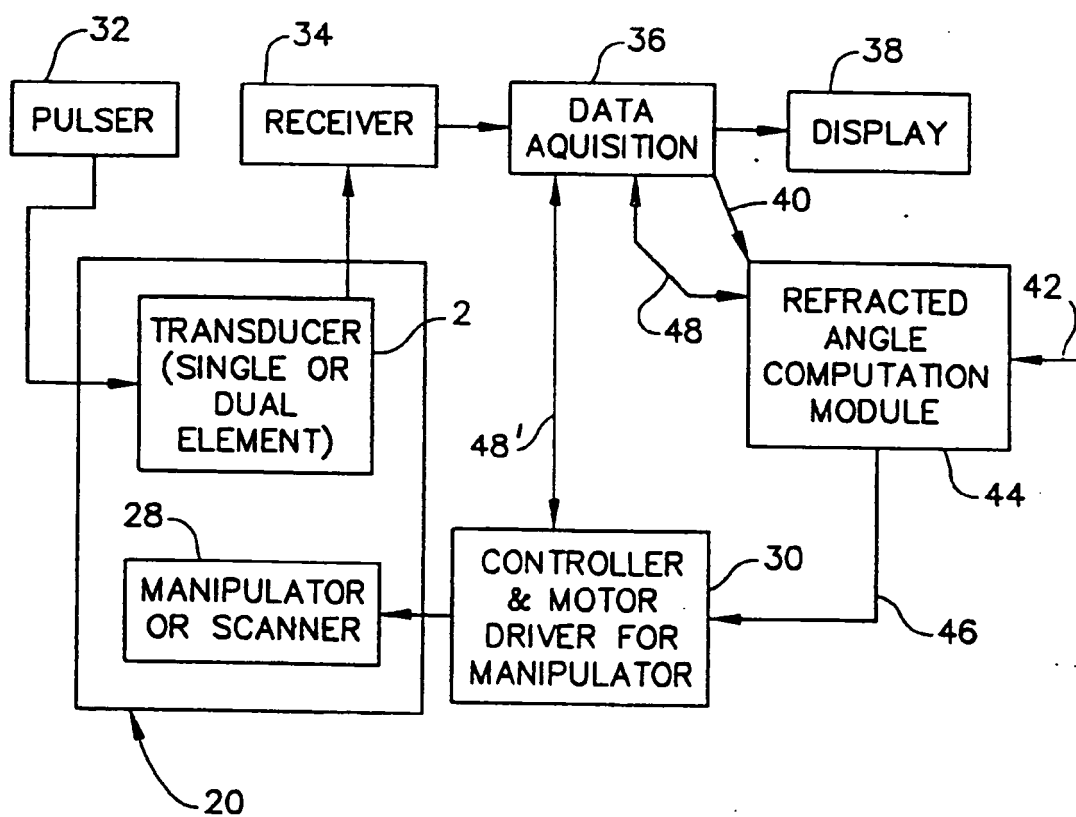 32
34
36
38
PULSER
RECEIVER
DATA
AQUISITION
DISPLAY
40
2
TRANSDUCER
(SINGLE OR
DUAL
ELEMENT)
48
REFRACTED
ANGLE
COMPUTATION
MODULE
42
48'
44
28
MANIPULATOR
OR SCANNER
CONTROLLER
& MOTOR
DRIVER FOR
MANIPULATOR
30
46
20